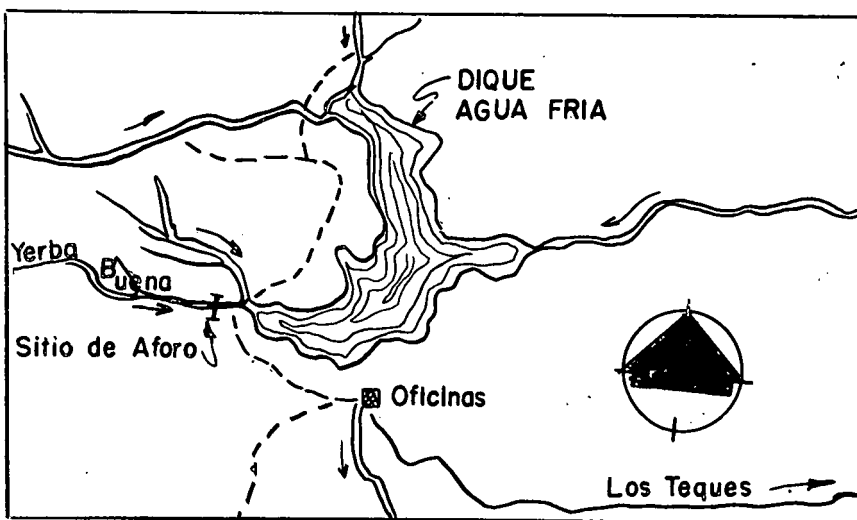 DIQUE
AGUA FRIA
Yerba
Buena
Sitio de Aforo
Oficinas
Los Teques